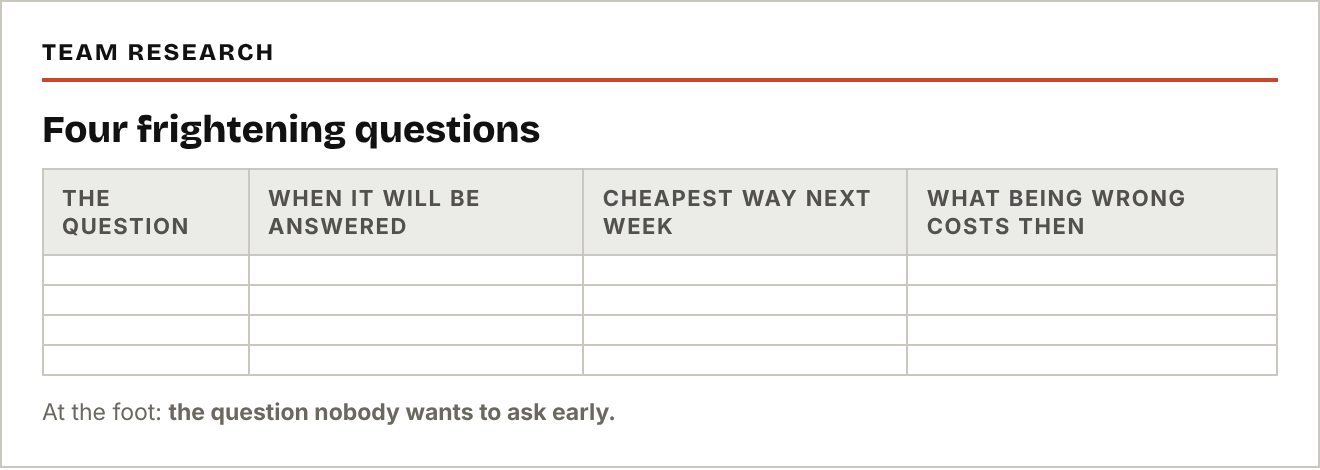 TEAM RESEARCH
Four frightening questions
THE QUESTION
WHEN IT WILL BE ANSWERED
CHEAPEST WAY NEXT WEEK
WHAT BEING WRONG COSTS THEN
At the foot: the question nobody wants to ask early.